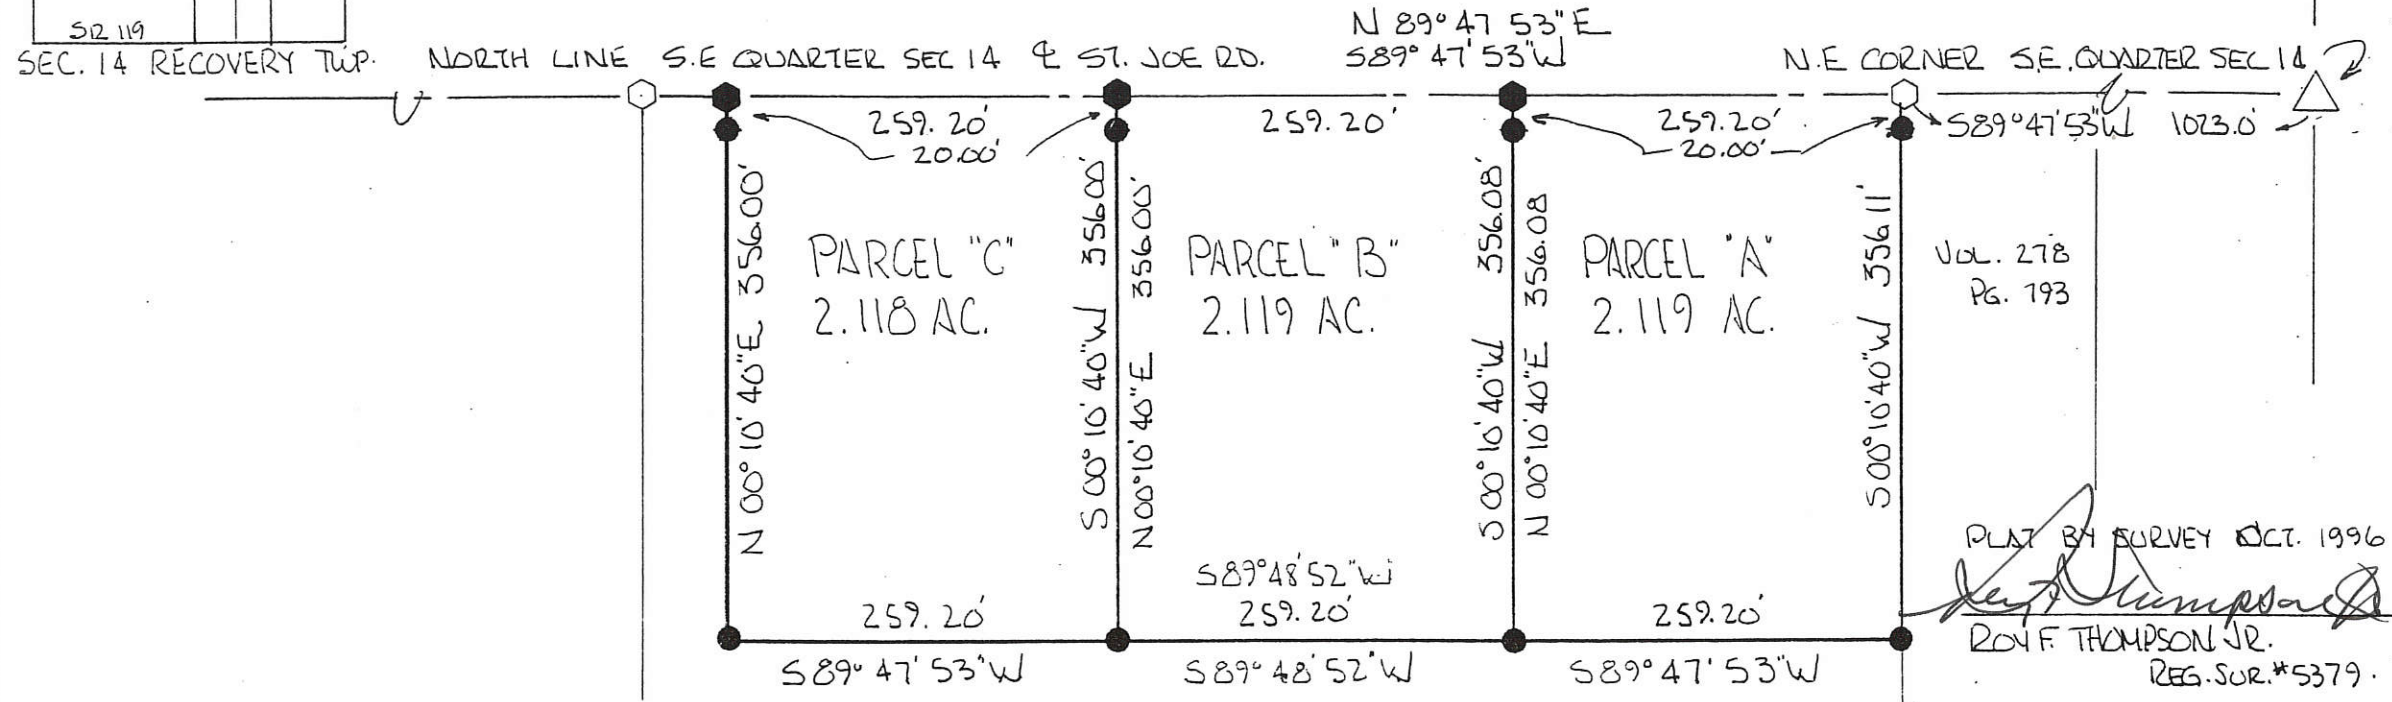 SR 119
SEC. 14 RECOVERY TWP.
NORTH LINE S.E QUARTER SEC 14 ℄ ST. JOE RD.
N 89° 47 53" E
S89° 47' 53" W
N.E CORNER S.E. QUARTER SEC 14
259.20'
20.00'
259.20'
259.20'
20.00'
S89°47'53"W 1023.0'
N 00° 10' 40"E 356.00'
PARCEL "C"
2.118 AC.
S 00° 10' 40"W 356.00'
N00°10'40"E 356.00'
PARCEL "B"
2.119 AC.
S 00° 10' 40"W 356.08'
N 00°10'40"E 356.08
PARCEL "A"
2.119 AC.
S 00°10'40"W 356.11'
VOL. 278
PG. 793
259.20'
S89° 47' 53"W
S89°48'52"W
259.20'
S89° 48' 52"W
259.20'
S89° 47' 53"W
PLAT BY SURVEY OCT. 1996
Roy F Thompson Jr
ROY F. THOMPSON JR.
REG. SUR. #5379.